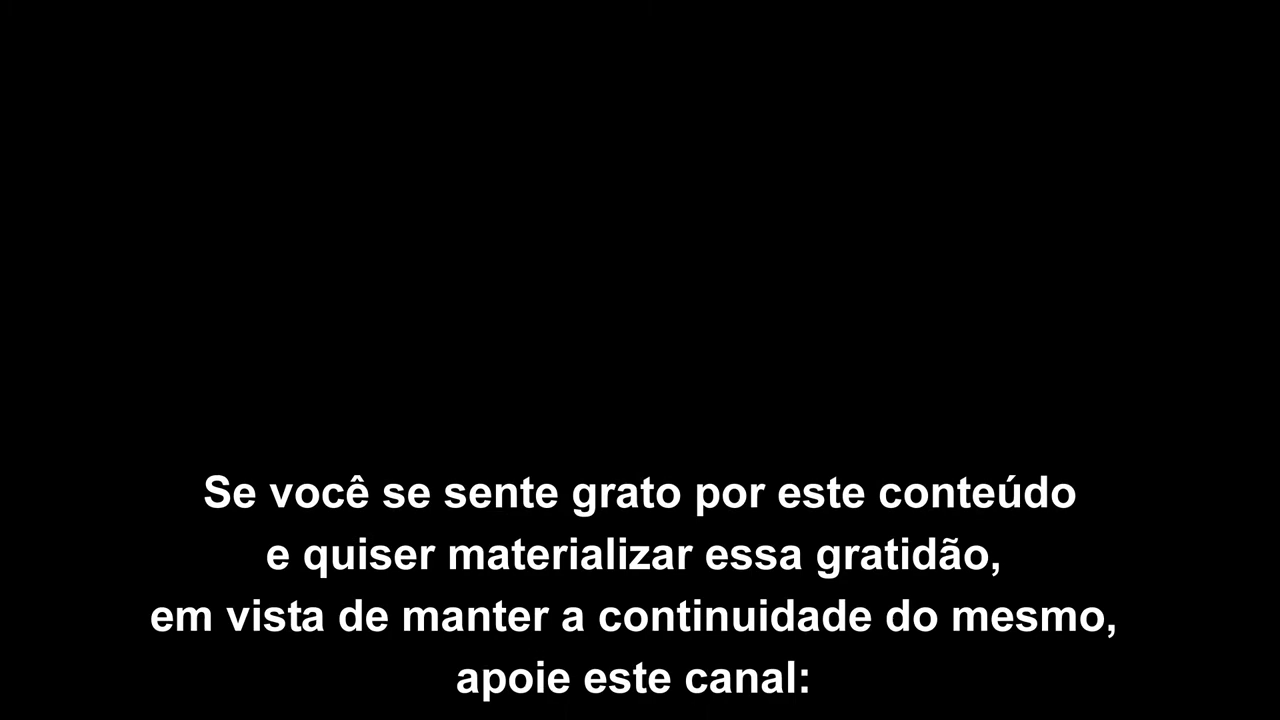 Se você se sente grato por este conteúdo
e quiser materializar essa gratidão,
em vista de manter a continuidade do mesmo,
apoie este canal: